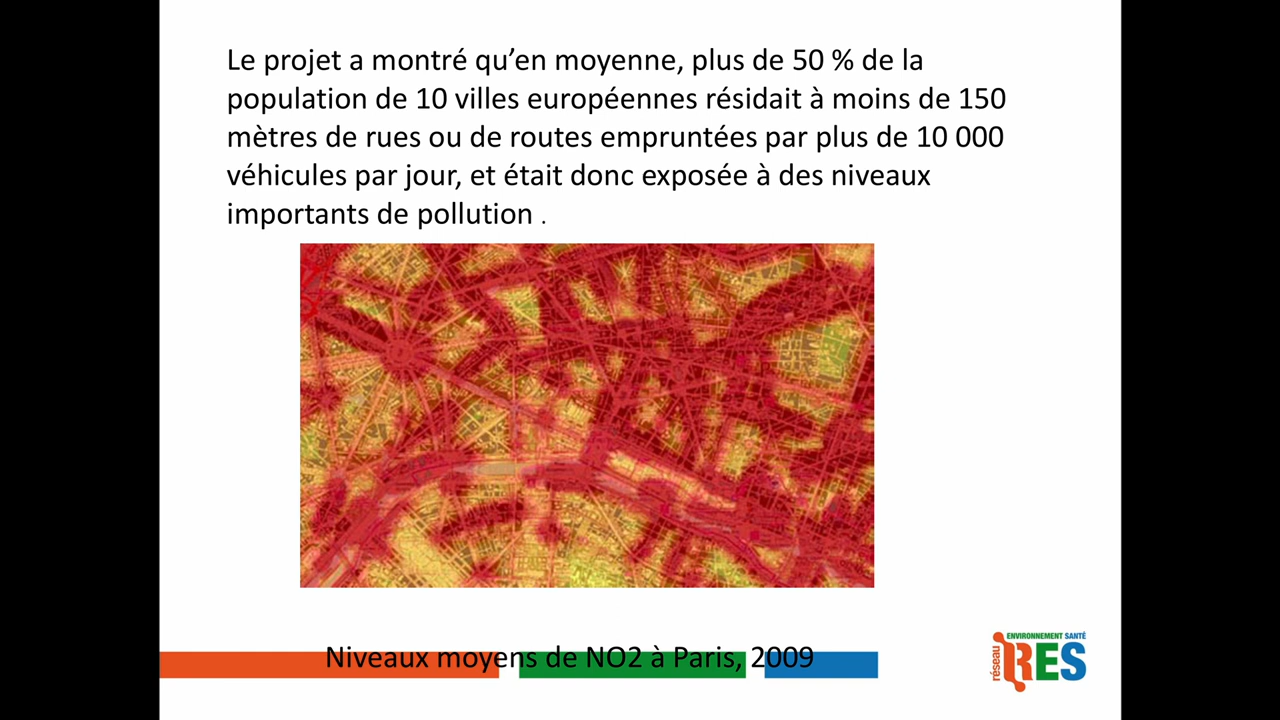 Le projet a montré qu’en moyenne, plus de 50 % de la
population de 10 villes européennes résidait à moins de 150
mètres de rues ou de routes empruntées par plus de 10 000
véhicules par jour, et était donc exposée à des niveaux
importants de pollution .
Niveaux moyens de NO2 à Paris, 2009
ENVIRONNEMENT SANTÉ
réseau
RES